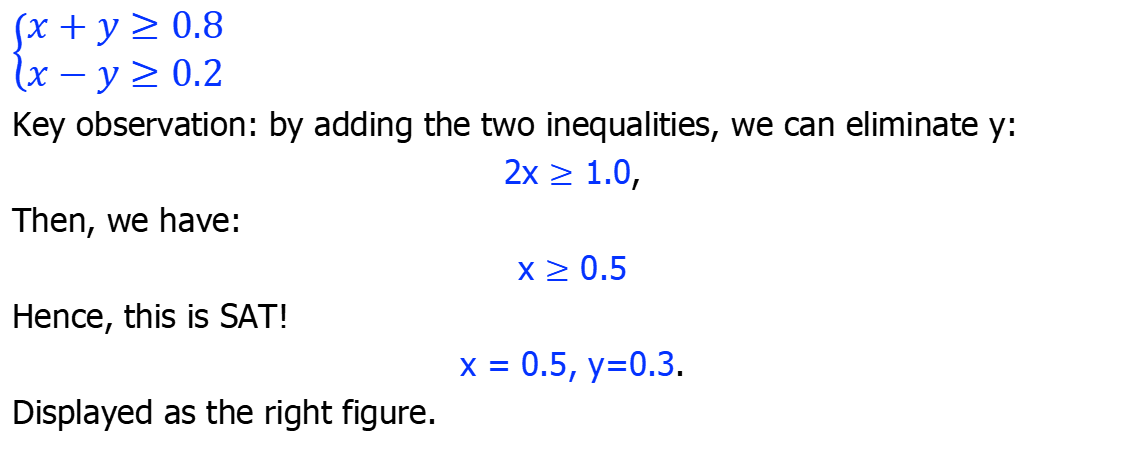 x + y ≥ 0.8
x − y ≥ 0.2
Key observation: by adding the two inequalities, we can eliminate y:
2x ≥ 1.0,
Then, we have:
x ≥ 0.5
Hence, this is SAT!
x = 0.5, y=0.3.
Displayed as the right figure.